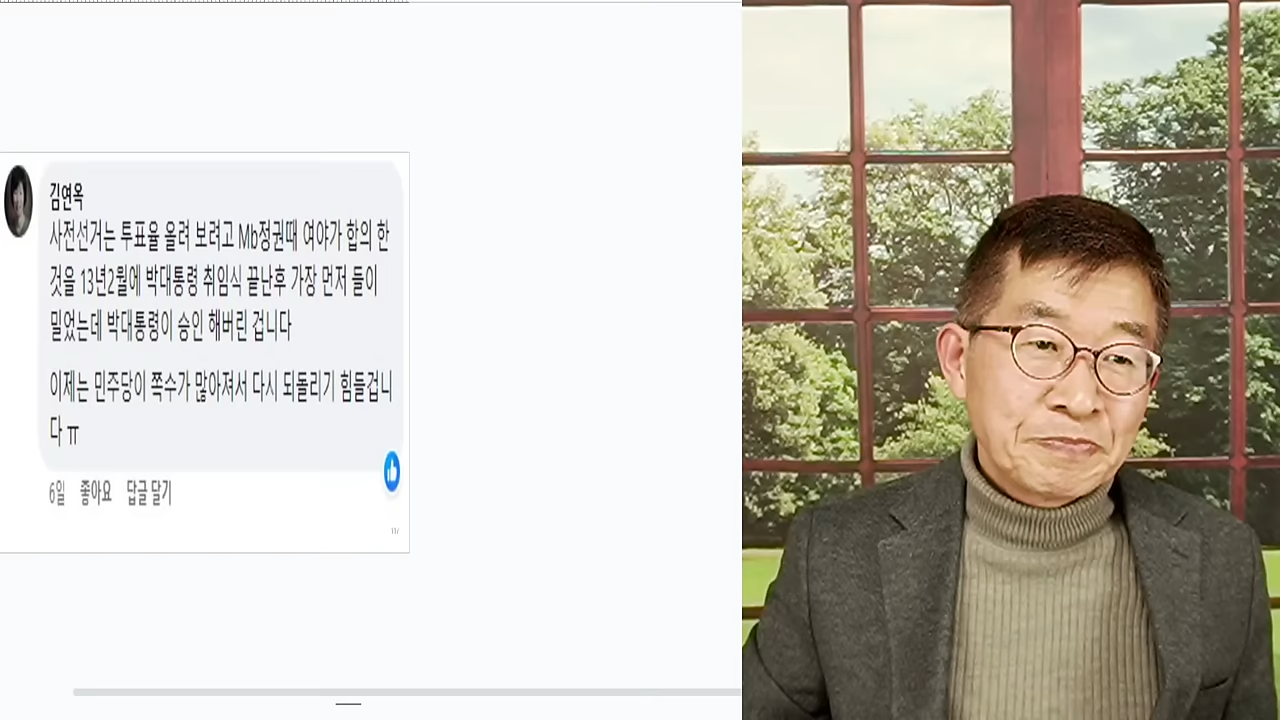 김연옥
사전선거는 투표율 올려 보려고 Mb정권때 여야가 합의 한
것을 13년2월에 박대통령 취임식 끝난후 가장 먼저 들이
밀었는데 박대통령이 승인 해버린 겁니다
이제는 민주당이 쪽수가 많아져서 다시 되돌리기 힘들겁니
다 ㅠ
6일 좋아요 답글 달기